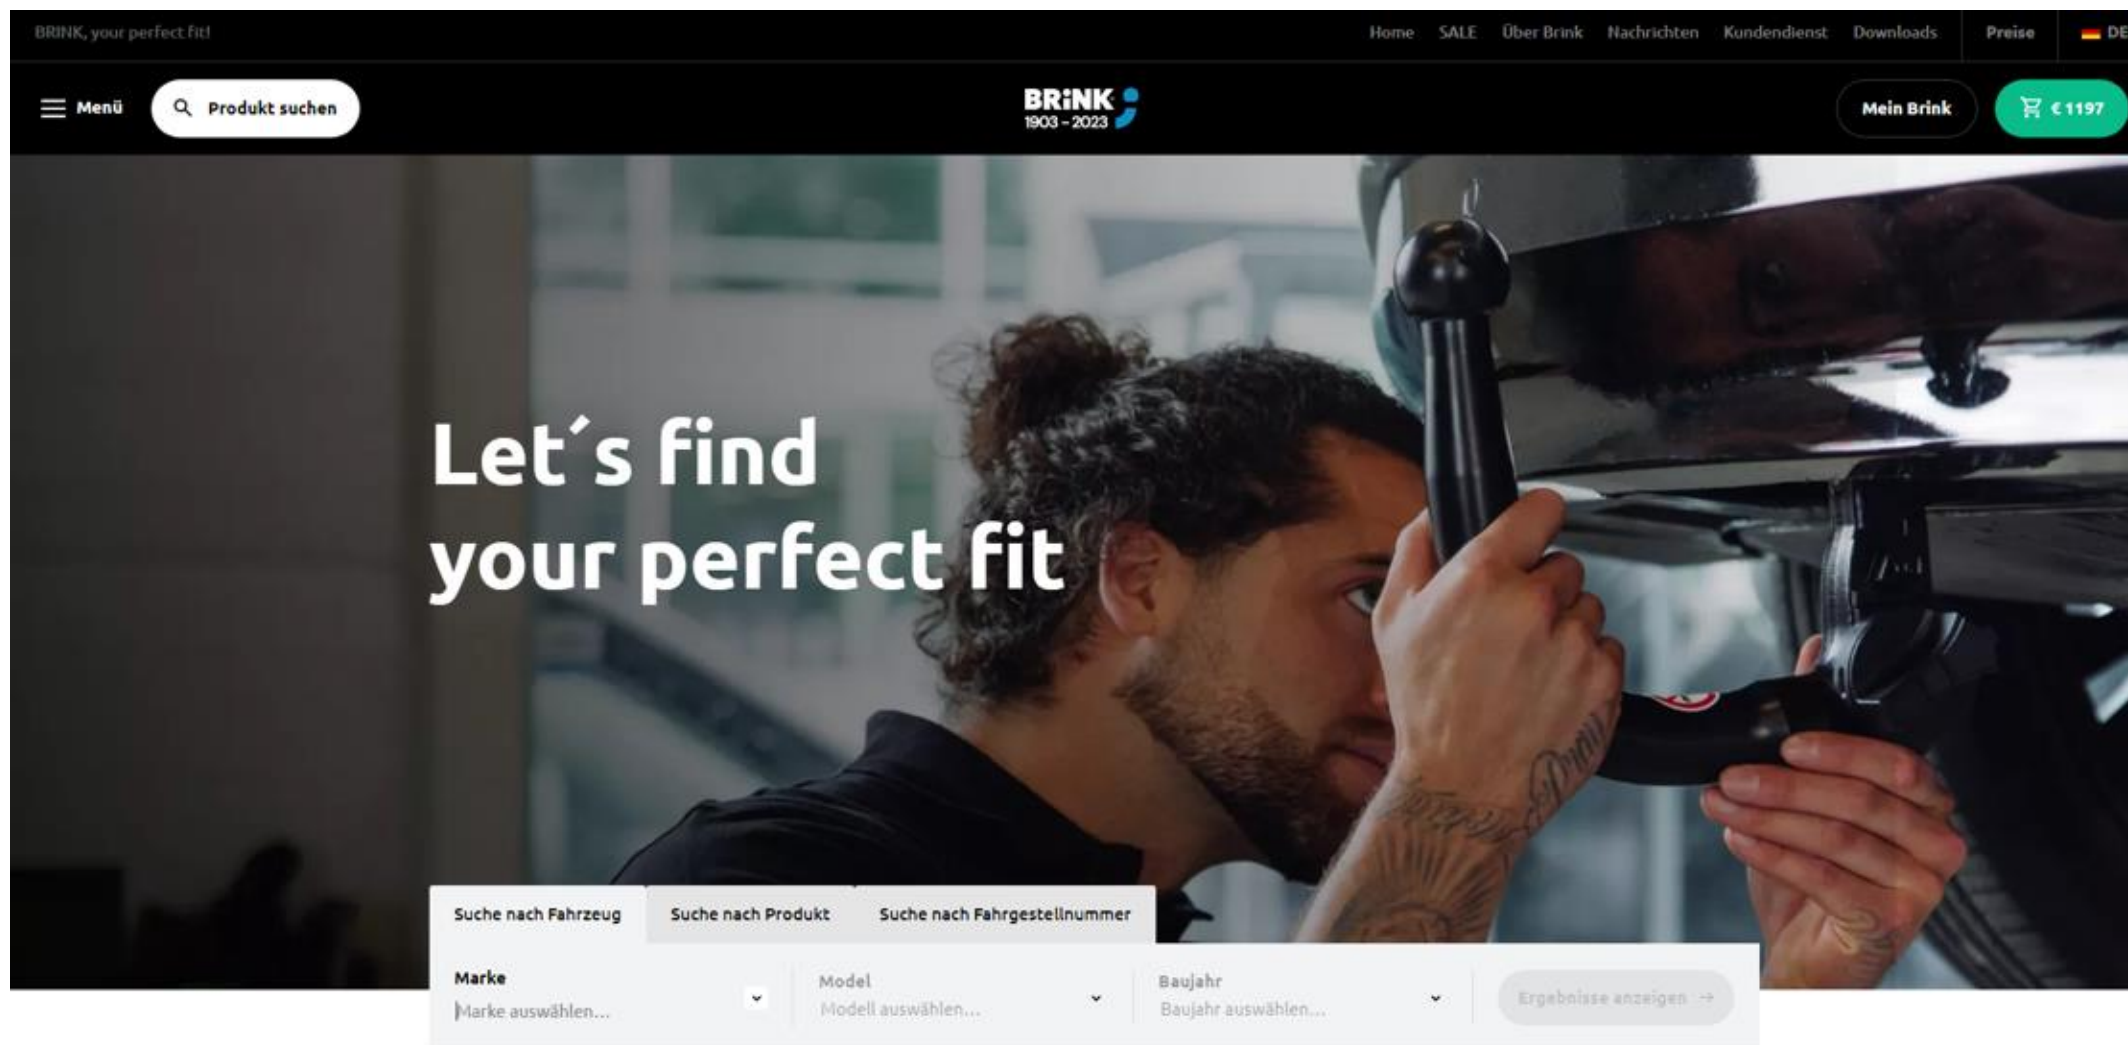 BRINK, your perfect fit!
Home SALE Über Brink Nachrichten Kundendienst Downloads Preise DE
Menü Produkt suchen
BRiNK
1903 – 2023
Mein Brink € 1197
Let´s find
your perfect fit
Suche nach Fahrzeug Suche nach Produkt Suche nach Fahrgestellnummer
Marke Model Baujahr
Marke auswählen... Modell auswählen... Baujahr auswählen... Ergebnisse anzeigen →